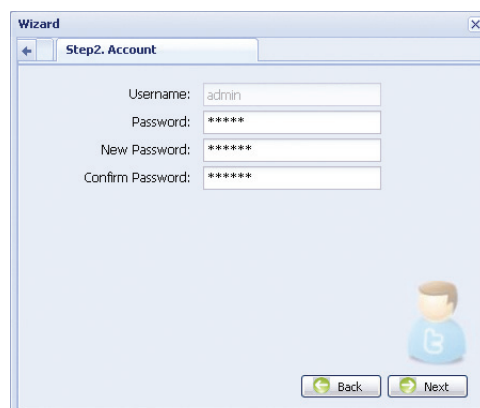 Wizard
Step2. Account
Username: admin
Password: *****
New Password: ******
Confirm Password: ******
Back Next